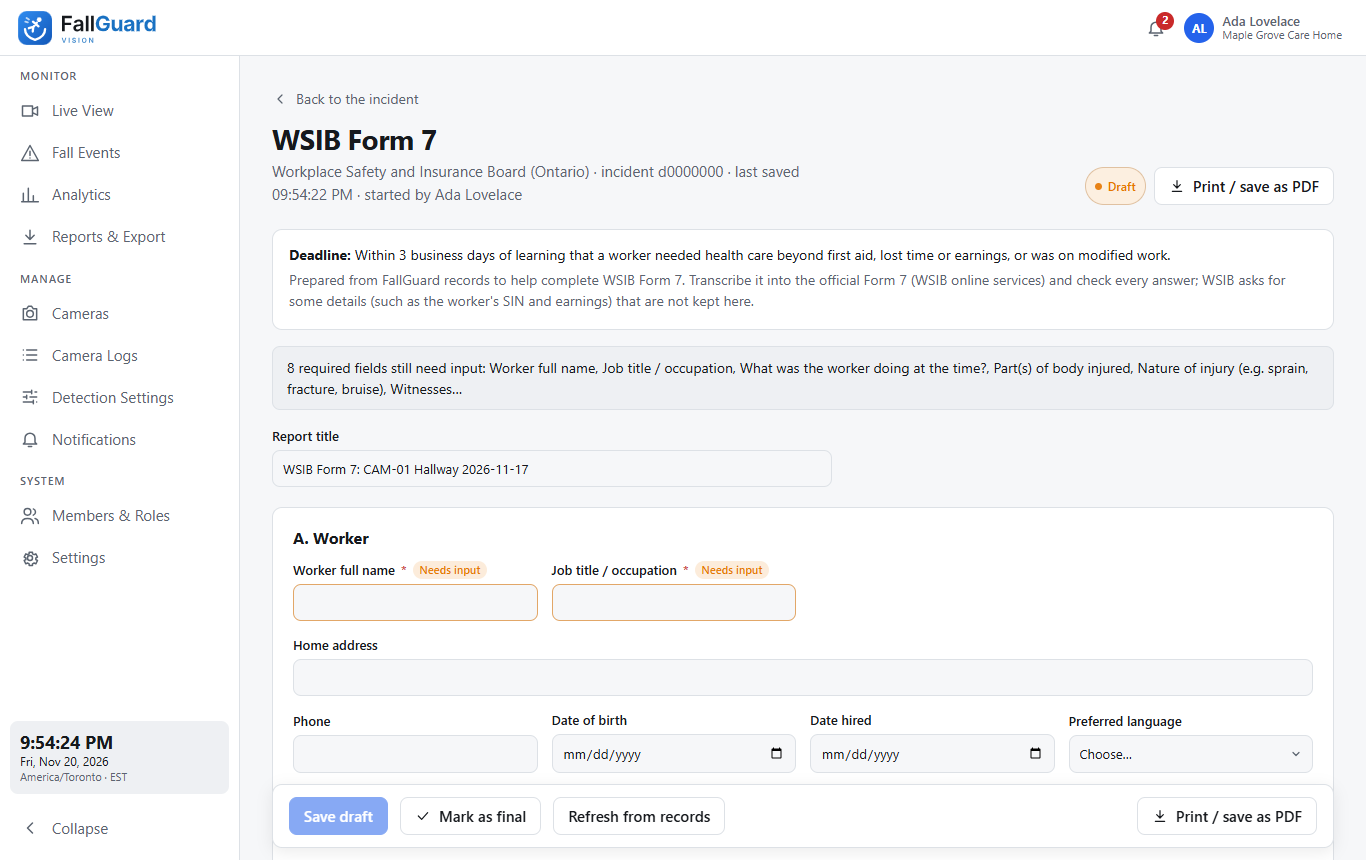 FallGuard
VISION
2
AL
Ada Lovelace
Maple Grove Care Home
MONITOR
Live View
Fall Events
Analytics
Reports & Export
MANAGE
Cameras
Camera Logs
Detection Settings
Notifications
SYSTEM
Members & Roles
Settings
9:54:24 PM
Fri, Nov 20, 2026
America/Toronto · EST
Collapse
Back to the incident
WSIB Form 7
Workplace Safety and Insurance Board (Ontario) · incident d0000000 · last saved
09:54:22 PM · started by Ada Lovelace
Draft
Print / save as PDF
Deadline: Within 3 business days of learning that a worker needed health care beyond first aid, lost time or earnings, or was on modified work.
Prepared from FallGuard records to help complete WSIB Form 7. Transcribe it into the official Form 7 (WSIB online services) and check every answer; WSIB asks for
some details (such as the worker's SIN and earnings) that are not kept here.
8 required fields still need input: Worker full name, Job title / occupation, What was the worker doing at the time?, Part(s) of body injured, Nature of injury (e.g. sprain,
fracture, bruise), Witnesses...
Report title
WSIB Form 7: CAM-01 Hallway 2026-11-17
A. Worker
Worker full name * Needs input
Job title / occupation * Needs input
Home address
Phone
Date of birth
Date hired
Preferred language
mm/dd/yyyy
mm/dd/yyyy
Choose...
Save draft
Mark as final
Refresh from records
Print / save as PDF